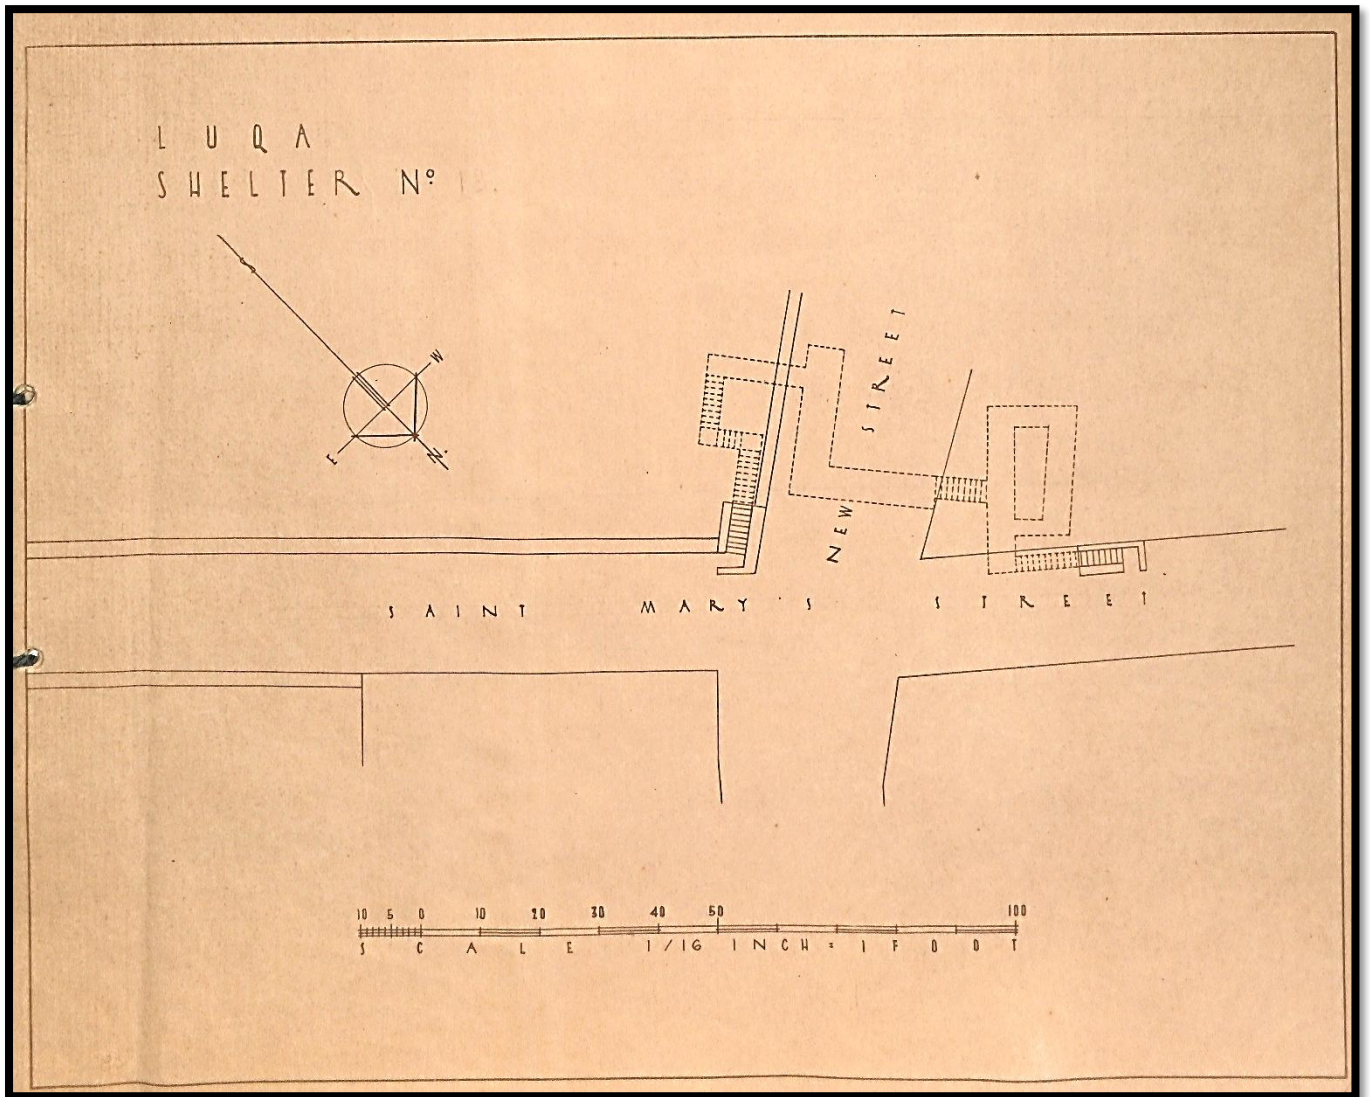 LUQA
SHELTER Nº
S
W
E
N.
STREET
NEW
SAINT MARY'S STREET
10 5 0 10 20 30 40 50 100
SCALE 1/16 INCH = 1 FOOT